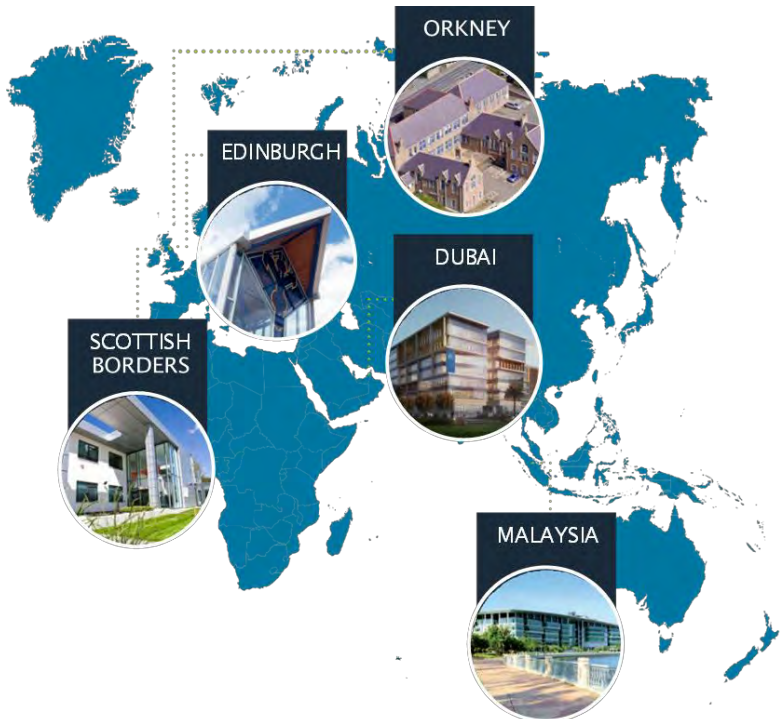 ORKNEY
EDINBURGH
DUBAI
SCOTTISH
BORDERS
MALAYSIA